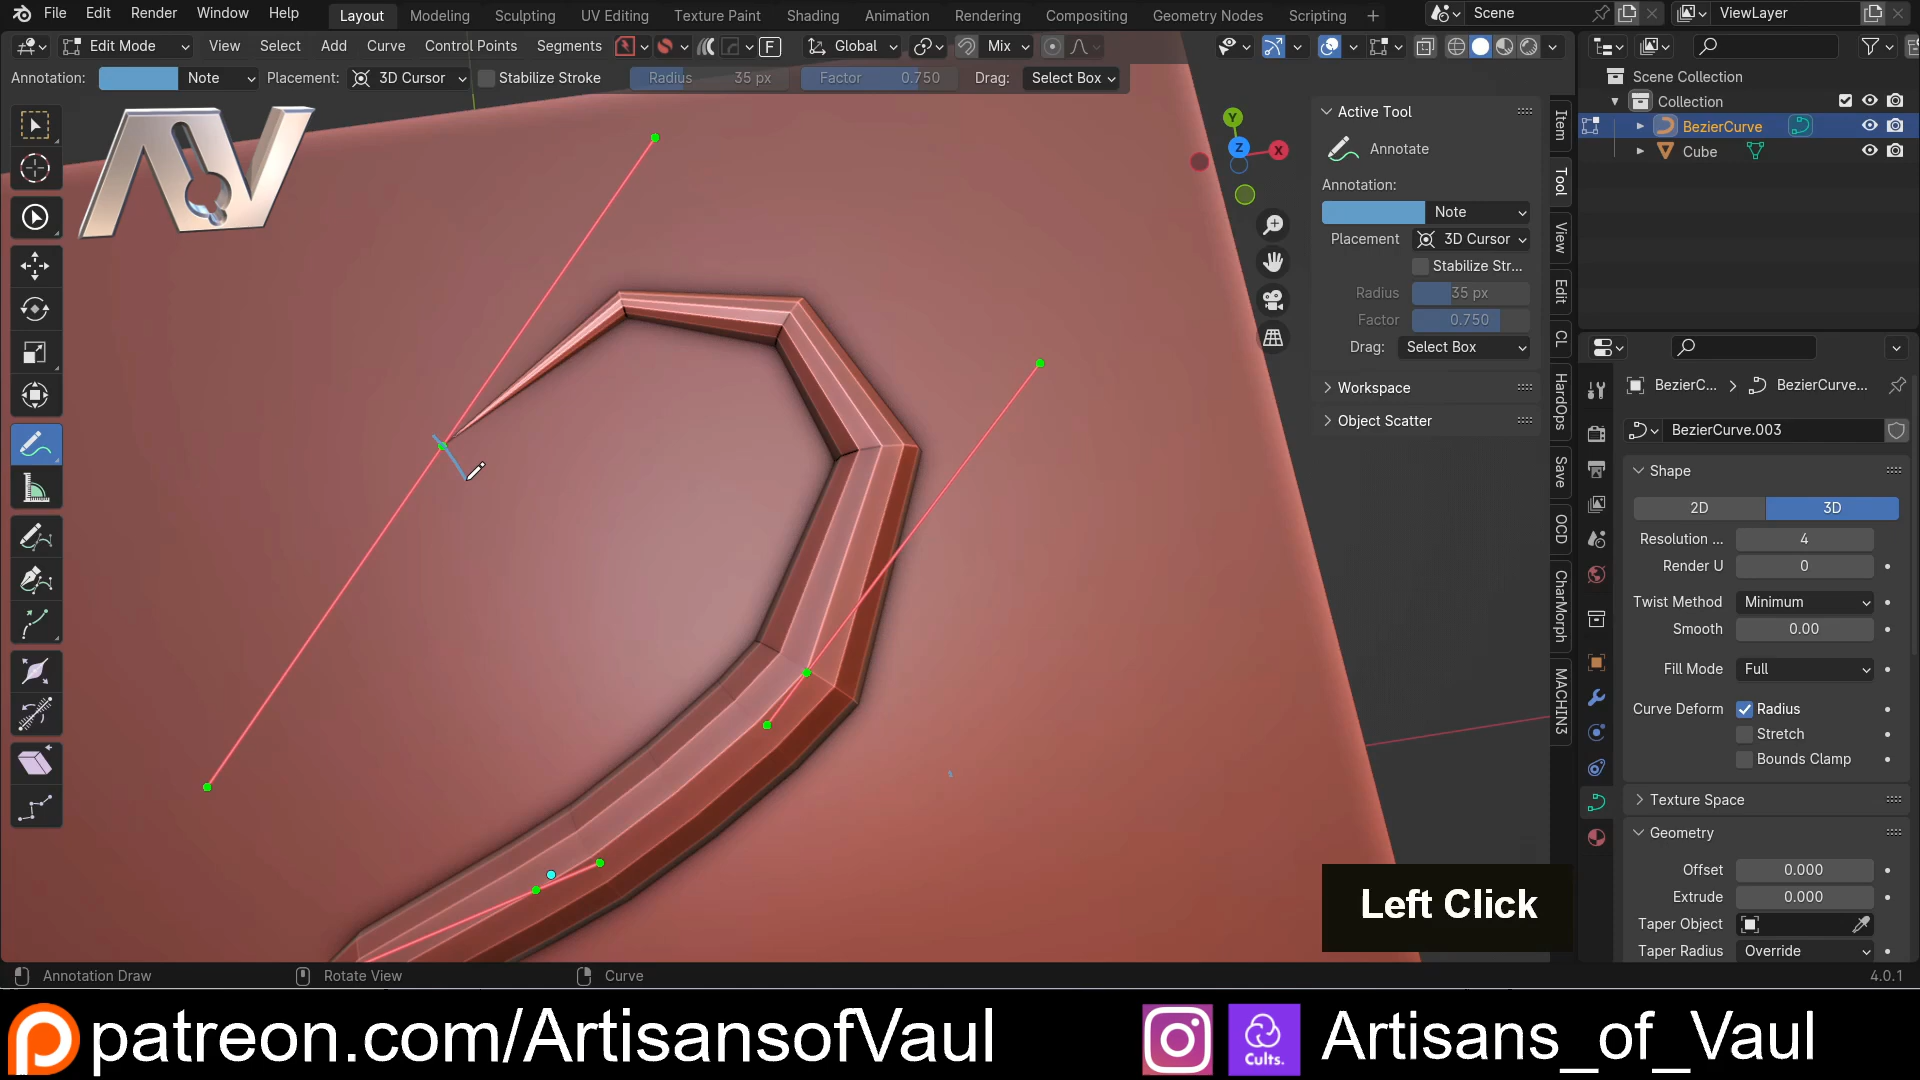 File Edit Render Window Help Layout Modeling Sculpting UV Editing Texture Paint Shading Animation Rendering Compositing Geometry Nodes Scripting + Scene ViewLayer
Edit Mode View Select Add Curve Control Points Segments F Global Mix
Annotation: Note Placement: 3D Cursor Stabilize Stroke Radius 35 px Factor 0.750 Drag: Select Box
Scene Collection
Collection
BezierCurve
Cube
AV
Y
Z
X
Active Tool
Annotate
Annotation:
Note
Placement 3D Cursor
Stabilize Str...
Radius 35 px
Factor 0.750
Drag: Select Box
Workspace
Object Scatter
Item
Tool
View
Edit
CL
HardOps
Save
OCD
CharMorph
MACHIN3
BezierC... BezierCurve...
BezierCurve.003
Shape
2D 3D
Resolution ... 4
Render U 0
Twist Method Minimum
Smooth 0.00
Fill Mode Full
Curve Deform Radius
Stretch
Bounds Clamp
Texture Space
Geometry
Offset 0.000
Extrude 0.000
Taper Object
Taper Radius Override
Left Click
Annotation Draw Rotate View Curve 4.0.1
patreon.com/ArtisansofVaul Cults. Artisans_of_Vaul